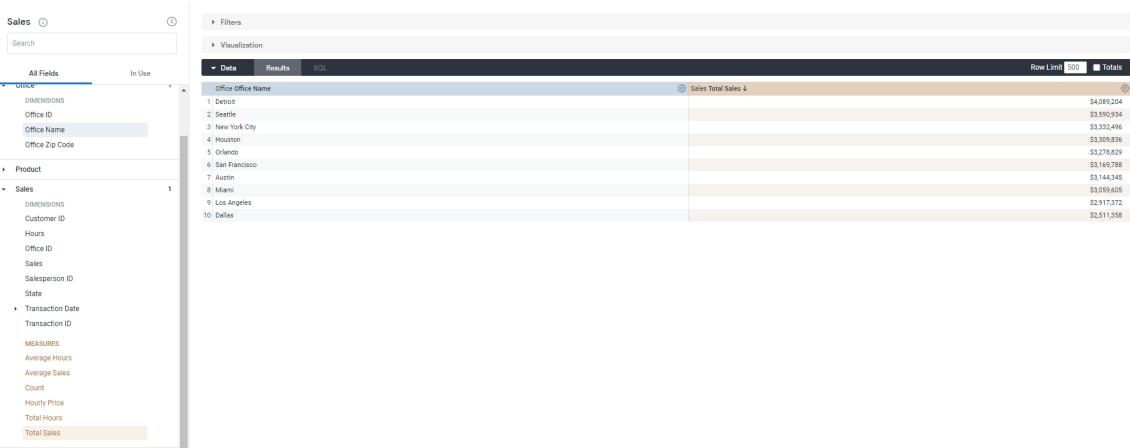 Sales
Search
All Fields
In Use
Office 1
DIMENSIONS
Office ID
Office Name
Office Zip Code
Product
Sales 1
DIMENSIONS
Customer ID
Hours
Office ID
Sales
Salesperson ID
State
Transaction Date
Transaction ID
MEASURES
Average Hours
Average Sales
Count
Hourly Price
Total Hours
Total Sales
Filters
Visualization
Data Results SQL Row Limit 500 Totals
Office Office Name Sales Total Sales ↓
1 Detroit $4,089,204
2 Seattle $3,590,934
3 New York City $3,332,496
4 Houston $3,309,836
5 Orlando $3,278,829
6 San Francisco $3,169,788
7 Austin $3,144,345
8 Miami $3,059,605
9 Los Angeles $2,917,372
10 Dallas $2,511,358